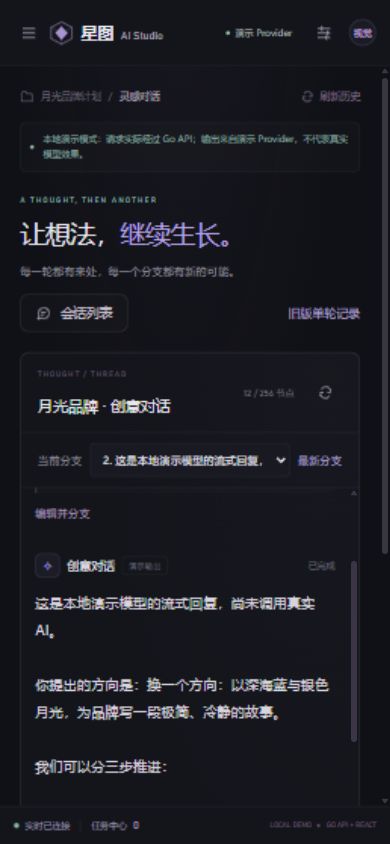 星图 AI Studio 演示 Provider 视觉
月光品牌计划 / 灵感对话 刷新历史
本地演示模式：请求实际经过 Go API；输出来自演示 Provider，不代表真实
模型效果。
A THOUGHT, THEN ANOTHER
让想法，继续生长。
每一轮都有来处，每一个分支都有新的可能。
会话列表 旧版单轮记录
THOUGHT / THREAD
月光品牌 · 创意对话 12 / 256 节点
当前分支 2. 这是本地演示模型的流式回复， 最新分支
编辑并分支
创意对话 演示输出 已完成
这是本地演示模型的流式回复，尚未调用真实
AI。
你提出的方向是：换一个方向：以深海蓝与银色
月光，为品牌写一段极简、冷静的故事。
我们可以分三步推进：
实时已连接 任务中心 0 LOCAL DEMO GO API + REACT